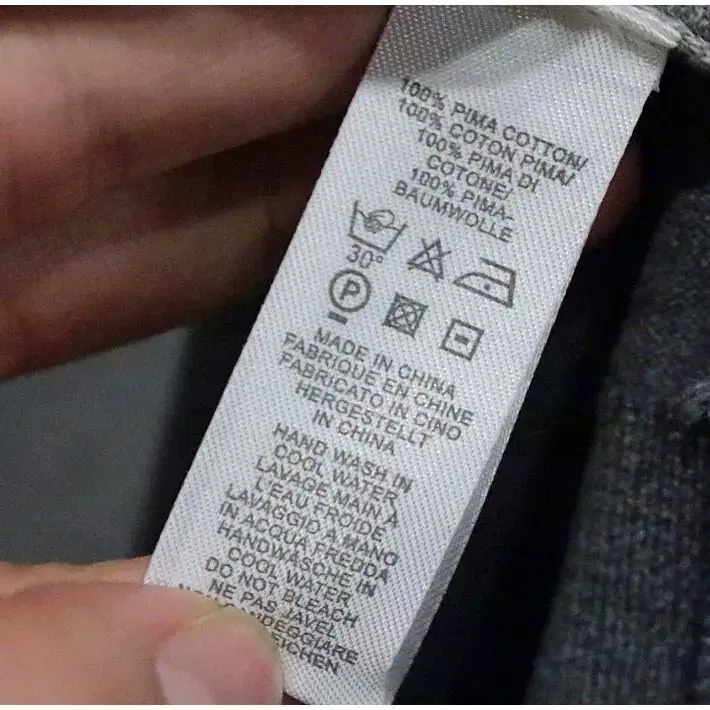 100% PIMA COTTON/
100% COTON PIMA/
100% PIMA DI
COTONE/
100% PIMA-
BAUMWOLLE
30°
P
MADE IN CHINA
FABRIQUE EN CHINE
FABRICATO IN CINO
HERGESTELLT
IN CHINA
HAND WASH IN
COOL WATER
LAVAGE MAIN À
L'EAU FROIDE
LAVAGGIO A MANO
IN ACQUA FREDDA
HANDWÄSCHE IN
COOL WATER
DO NOT BLEACH
NE PAS JAVEL